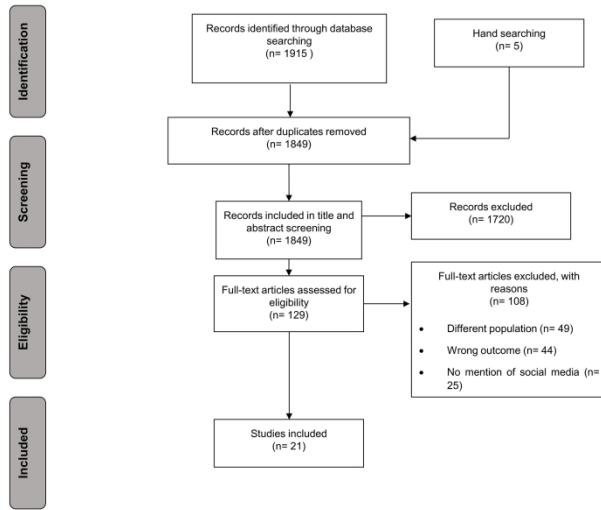 Identification
Records identified through database
searching
(n= 1915 )
Hand searching
(n= 5)
Records after duplicates removed
(n= 1849)
Screening
Records included in title and
abstract screening
(n= 1849)
Records excluded
(n= 1720)
Eligibility
Full-text articles assessed for
eligibility
(n= 129)
Full-text articles excluded, with
reasons
(n= 108)
• Different population (n= 49)
• Wrong outcome (n= 44)
• No mention of social media (n=
25)
Included
Studies included
(n= 21)